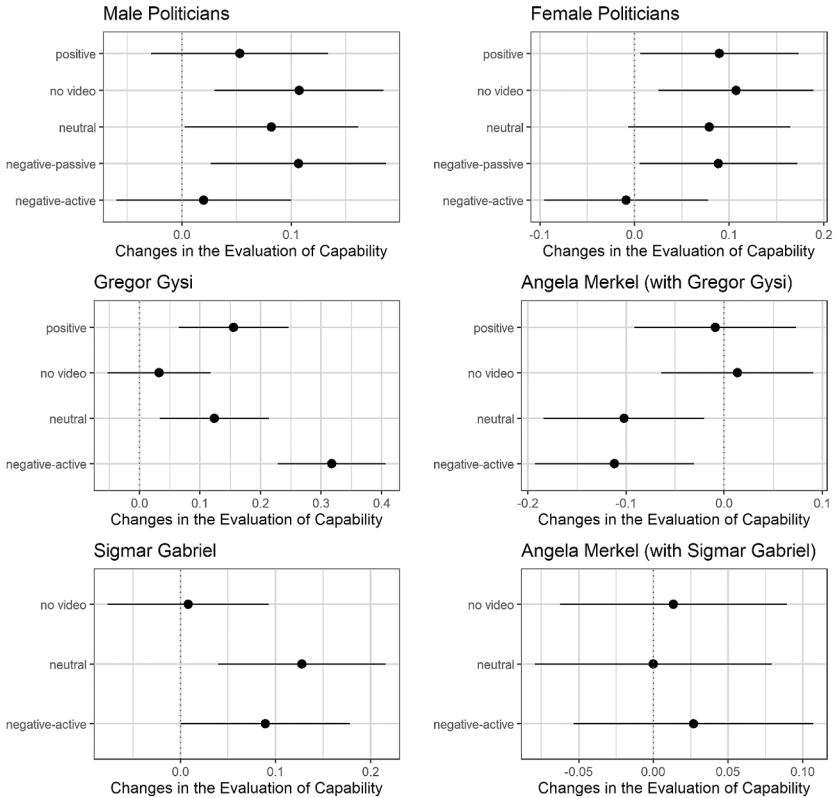 Male Politicians
positive
no video
neutral
negative-passive
negative-active
0.0 0.1
Changes in the Evaluation of Capability
Female Politicians
positive
no video
neutral
negative-passive
negative-active
-0.1 0.0 0.1 0.2
Changes in the Evaluation of Capability
Gregor Gysi
positive
no video
neutral
negative-active
0.0 0.1 0.2 0.3 0.4
Changes in the Evaluation of Capability
Angela Merkel (with Gregor Gysi)
positive
no video
neutral
negative-active
-0.2 -0.1 0.0 0.1
Changes in the Evaluation of Capability
Sigmar Gabriel
no video
neutral
negative-active
0.0 0.1 0.2
Changes in the Evaluation of Capability
Angela Merkel (with Sigmar Gabriel)
no video
neutral
negative-active
-0.05 0.00 0.05 0.10
Changes in the Evaluation of Capability